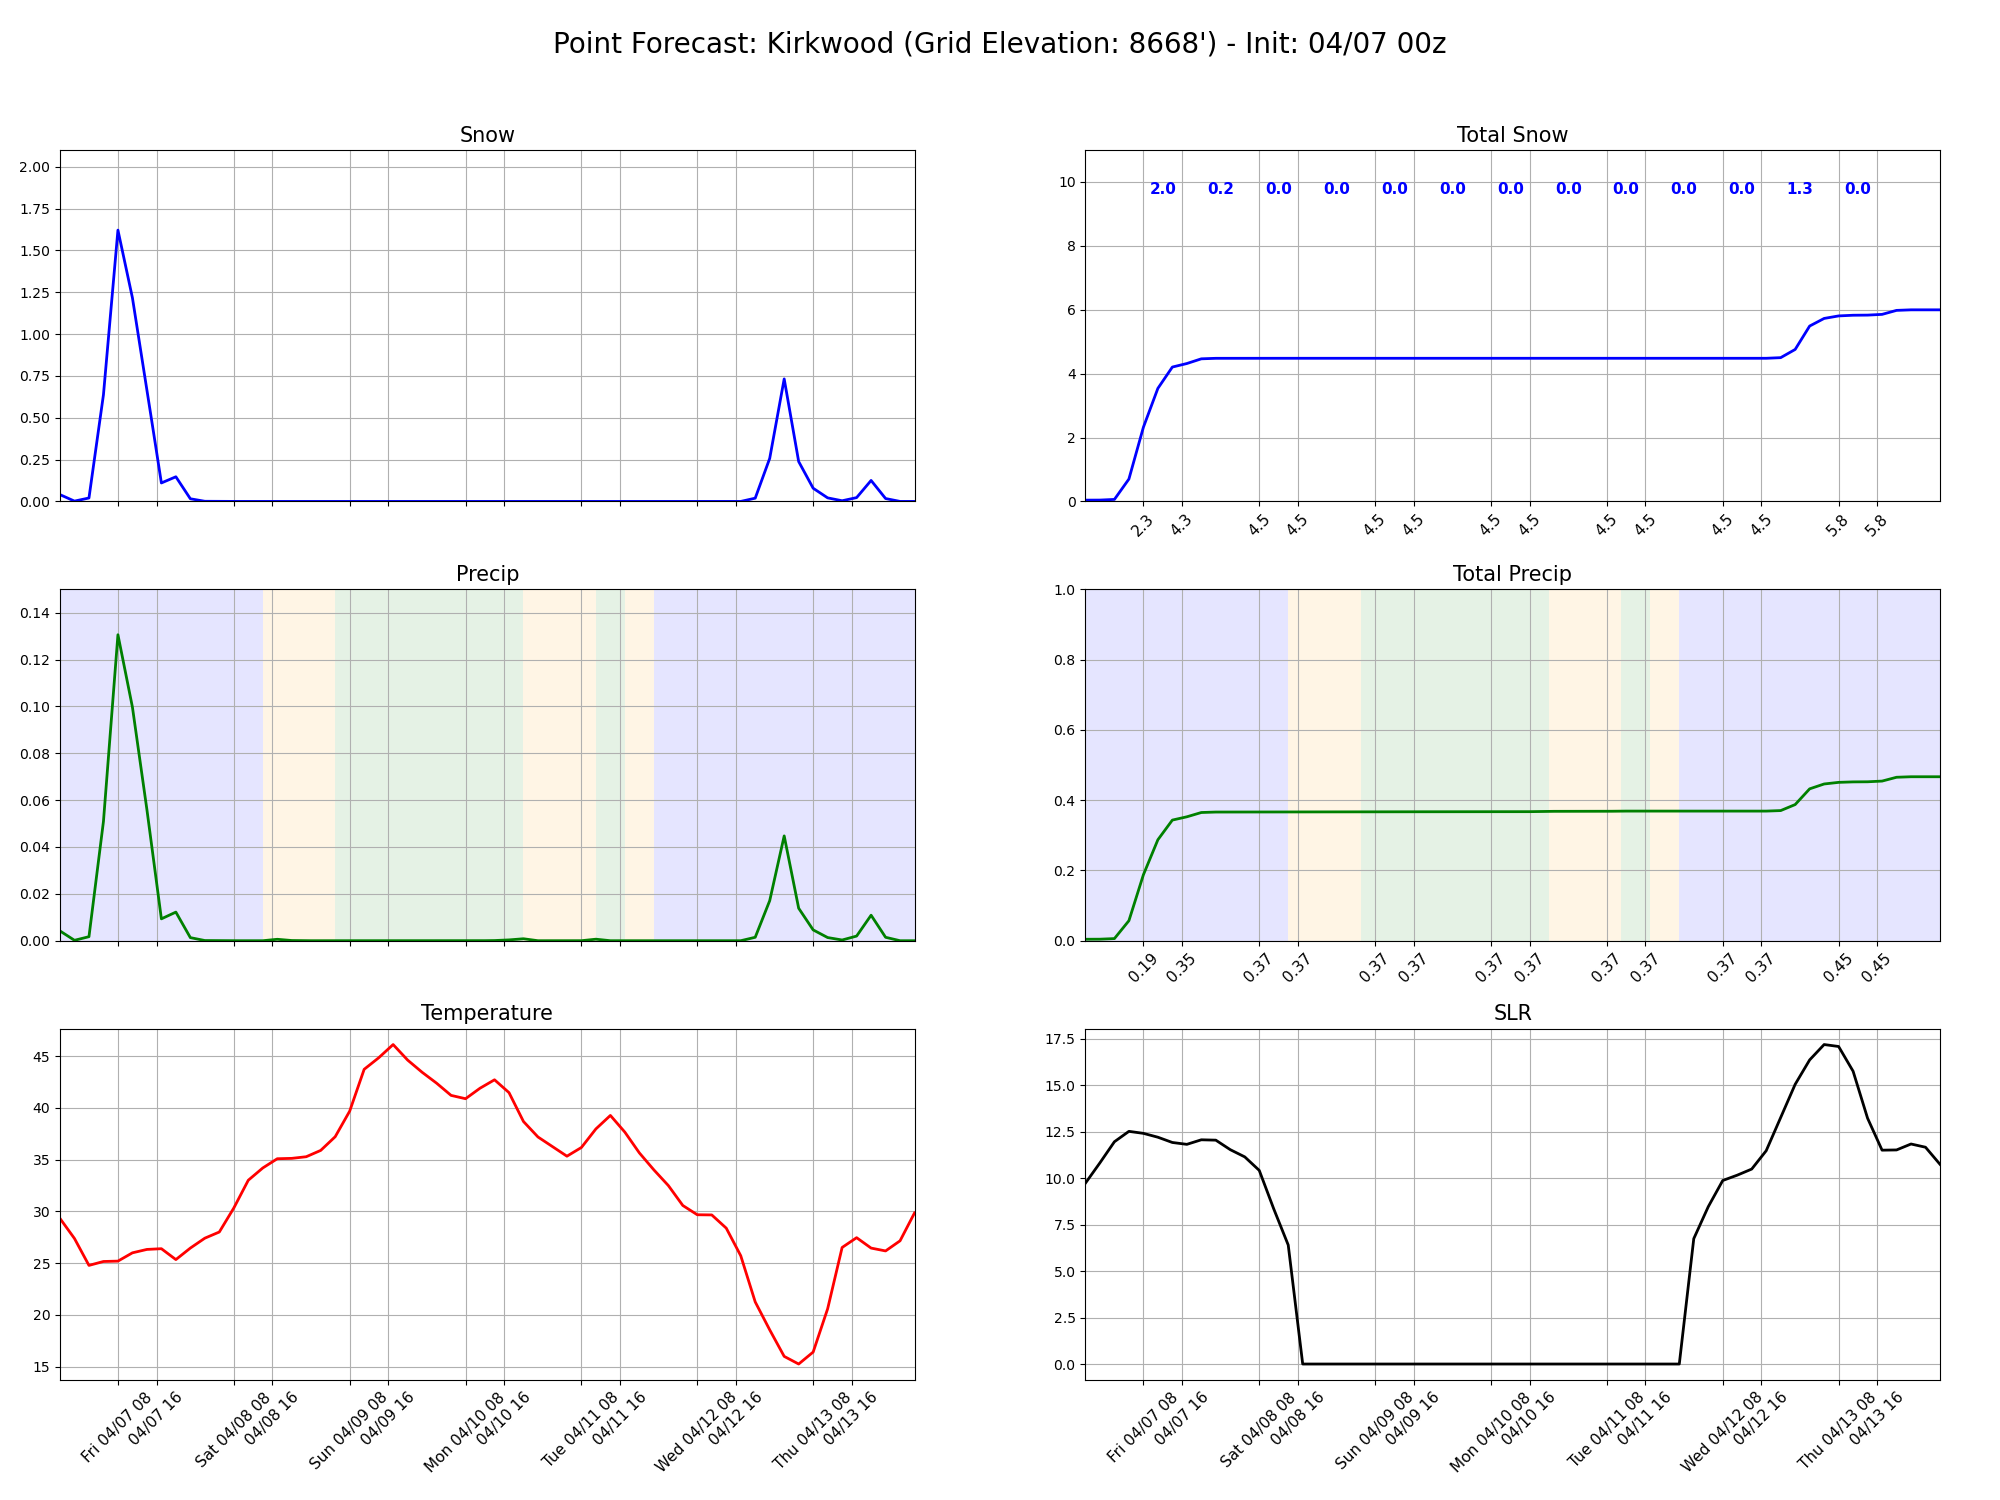 Point Forecast: Kirkwood (Grid Elevation: 8668') - Init: 04/07 00z
Snow
2.00
1.75
1.50
1.25
1.00
0.75
0.50
0.25
0.00
Total Snow
10
8
6
4
2
0
2.0 0.2 0.0 0.0 0.0 0.0 0.0 0.0 0.0 0.0 0.0 1.3 0.0
2.3 4.3 4.5 4.5 4.5 4.5 4.5 4.5 4.5 4.5 4.5 4.5 5.8 5.8
Precip
0.14
0.12
0.10
0.08
0.06
0.04
0.02
0.00
Total Precip
1.0
0.8
0.6
0.4
0.2
0.0
0.19 0.35 0.37 0.37 0.37 0.37 0.37 0.37 0.37 0.37 0.37 0.37 0.45 0.45
Temperature
45
40
35
30
25
20
15
Fri 04/07 08
04/07 16
Sat 04/08 08
04/08 16
Sun 04/09 08
04/09 16
Mon 04/10 08
04/10 16
Tue 04/11 08
04/11 16
Wed 04/12 08
04/12 16
Thu 04/13 08
04/13 16
SLR
17.5
15.0
12.5
10.0
7.5
5.0
2.5
0.0
Fri 04/07 08
04/07 16
Sat 04/08 08
04/08 16
Sun 04/09 08
04/09 16
Mon 04/10 08
04/10 16
Tue 04/11 08
04/11 16
Wed 04/12 08
04/12 16
Thu 04/13 08
04/13 16